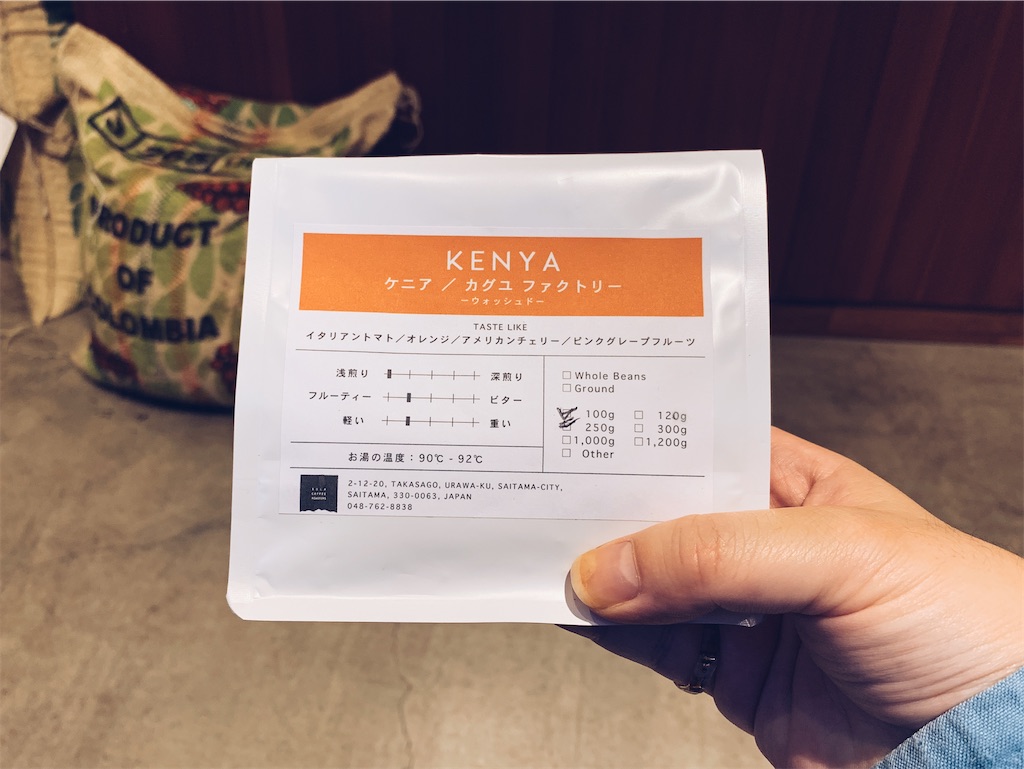 PRODUCT
OF
COLOMBIA
KENYA
ケニア ／ カグユ ファクトリー
ーウォッシュドー
TASTE LIKE
イタリアントマト／オレンジ／アメリカンチェリー／ピンクグレープフルーツ
浅煎り 深煎り
フルーティー ビター
軽い 重い
□ Whole Beans
□ Ground
100g □ 120g
□ 250g □ 300g
□ 1,000g □ 1,200g
□ Other
お湯の温度：90℃ - 92℃
2-12-20, TAKASAGO, URAWA-KU, SAITAMA-CITY,
SAITAMA, 330-0063, JAPAN
048-762-8838